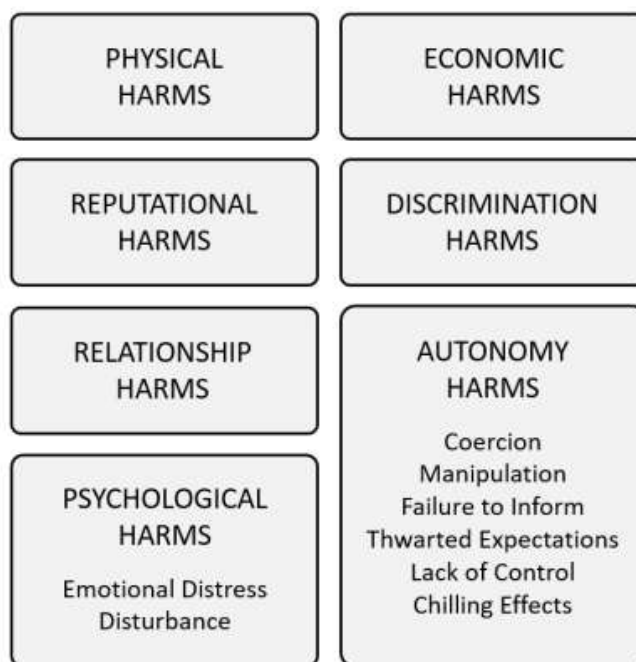 PHYSICAL
HARMS
ECONOMIC
HARMS
REPUTATIONAL
HARMS
DISCRIMINATION
HARMS
RELATIONSHIP
HARMS
AUTONOMY
HARMS
Coercion
Manipulation
Failure to Inform
Thwarted Expectations
Lack of Control
Chilling Effects
PSYCHOLOGICAL
HARMS
Emotional Distress
Disturbance